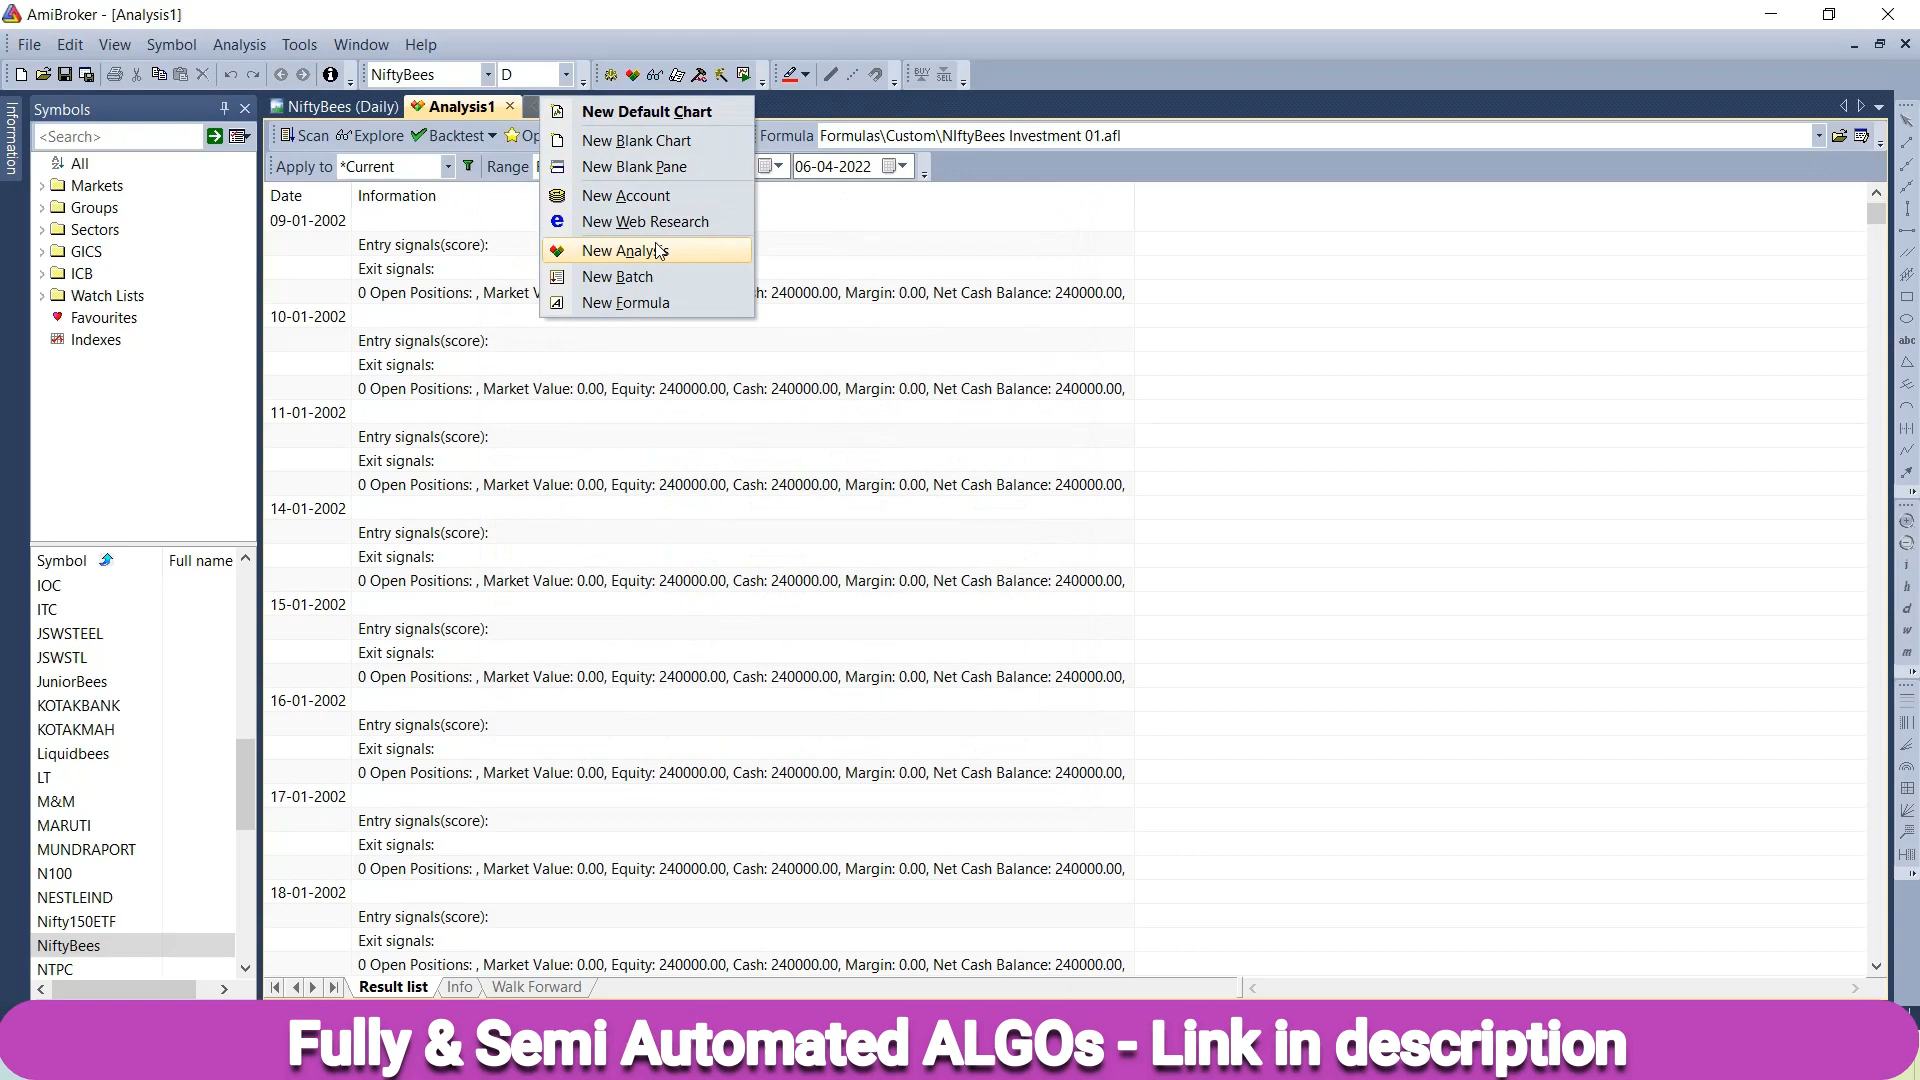 AmiBroker - [Analysis1]
File Edit View Symbol Analysis Tools Window Help
NiftyBees D BUY SELL
Information
Symbols
<Search>
All
Markets
Groups
Sectors
GICS
ICB
Watch Lists
Favourites
Indexes
Symbol Full name
IOC
ITC
JSWSTEEL
JSWSTL
JuniorBees
KOTAKBANK
KOTAKMAH
Liquidbees
LT
M&M
MARUTI
MUNDRAPORT
N100
NESTLEIND
Nifty150ETF
NiftyBees
NTPC
NiftyBees (Daily) Analysis1
Scan Explore Backtest Op Formula Formulas\Custom\NIftyBees Investment 01.afl
Apply to *Current Range 06-04-2022
New Default Chart
New Blank Chart
New Blank Pane
New Account
New Web Research
New Analysis
New Batch
New Formula
Date Information
09-01-2002
Entry signals(score):
Exit signals:
0 Open Positions: , Market V h: 240000.00, Margin: 0.00, Net Cash Balance: 240000.00,
10-01-2002
Entry signals(score):
Exit signals:
0 Open Positions: , Market Value: 0.00, Equity: 240000.00, Cash: 240000.00, Margin: 0.00, Net Cash Balance: 240000.00,
11-01-2002
Entry signals(score):
Exit signals:
0 Open Positions: , Market Value: 0.00, Equity: 240000.00, Cash: 240000.00, Margin: 0.00, Net Cash Balance: 240000.00,
14-01-2002
Entry signals(score):
Exit signals:
0 Open Positions: , Market Value: 0.00, Equity: 240000.00, Cash: 240000.00, Margin: 0.00, Net Cash Balance: 240000.00,
15-01-2002
Entry signals(score):
Exit signals:
0 Open Positions: , Market Value: 0.00, Equity: 240000.00, Cash: 240000.00, Margin: 0.00, Net Cash Balance: 240000.00,
16-01-2002
Entry signals(score):
Exit signals:
0 Open Positions: , Market Value: 0.00, Equity: 240000.00, Cash: 240000.00, Margin: 0.00, Net Cash Balance: 240000.00,
17-01-2002
Entry signals(score):
Exit signals:
0 Open Positions: , Market Value: 0.00, Equity: 240000.00, Cash: 240000.00, Margin: 0.00, Net Cash Balance: 240000.00,
18-01-2002
Entry signals(score):
Exit signals:
0 Open Positions: , Market Value: 0.00, Equity: 240000.00, Cash: 240000.00, Margin: 0.00, Net Cash Balance: 240000.00,
Result list Info Walk Forward
abc
i
h
d
w
m
Fully & Semi Automated ALGOs - Link in description